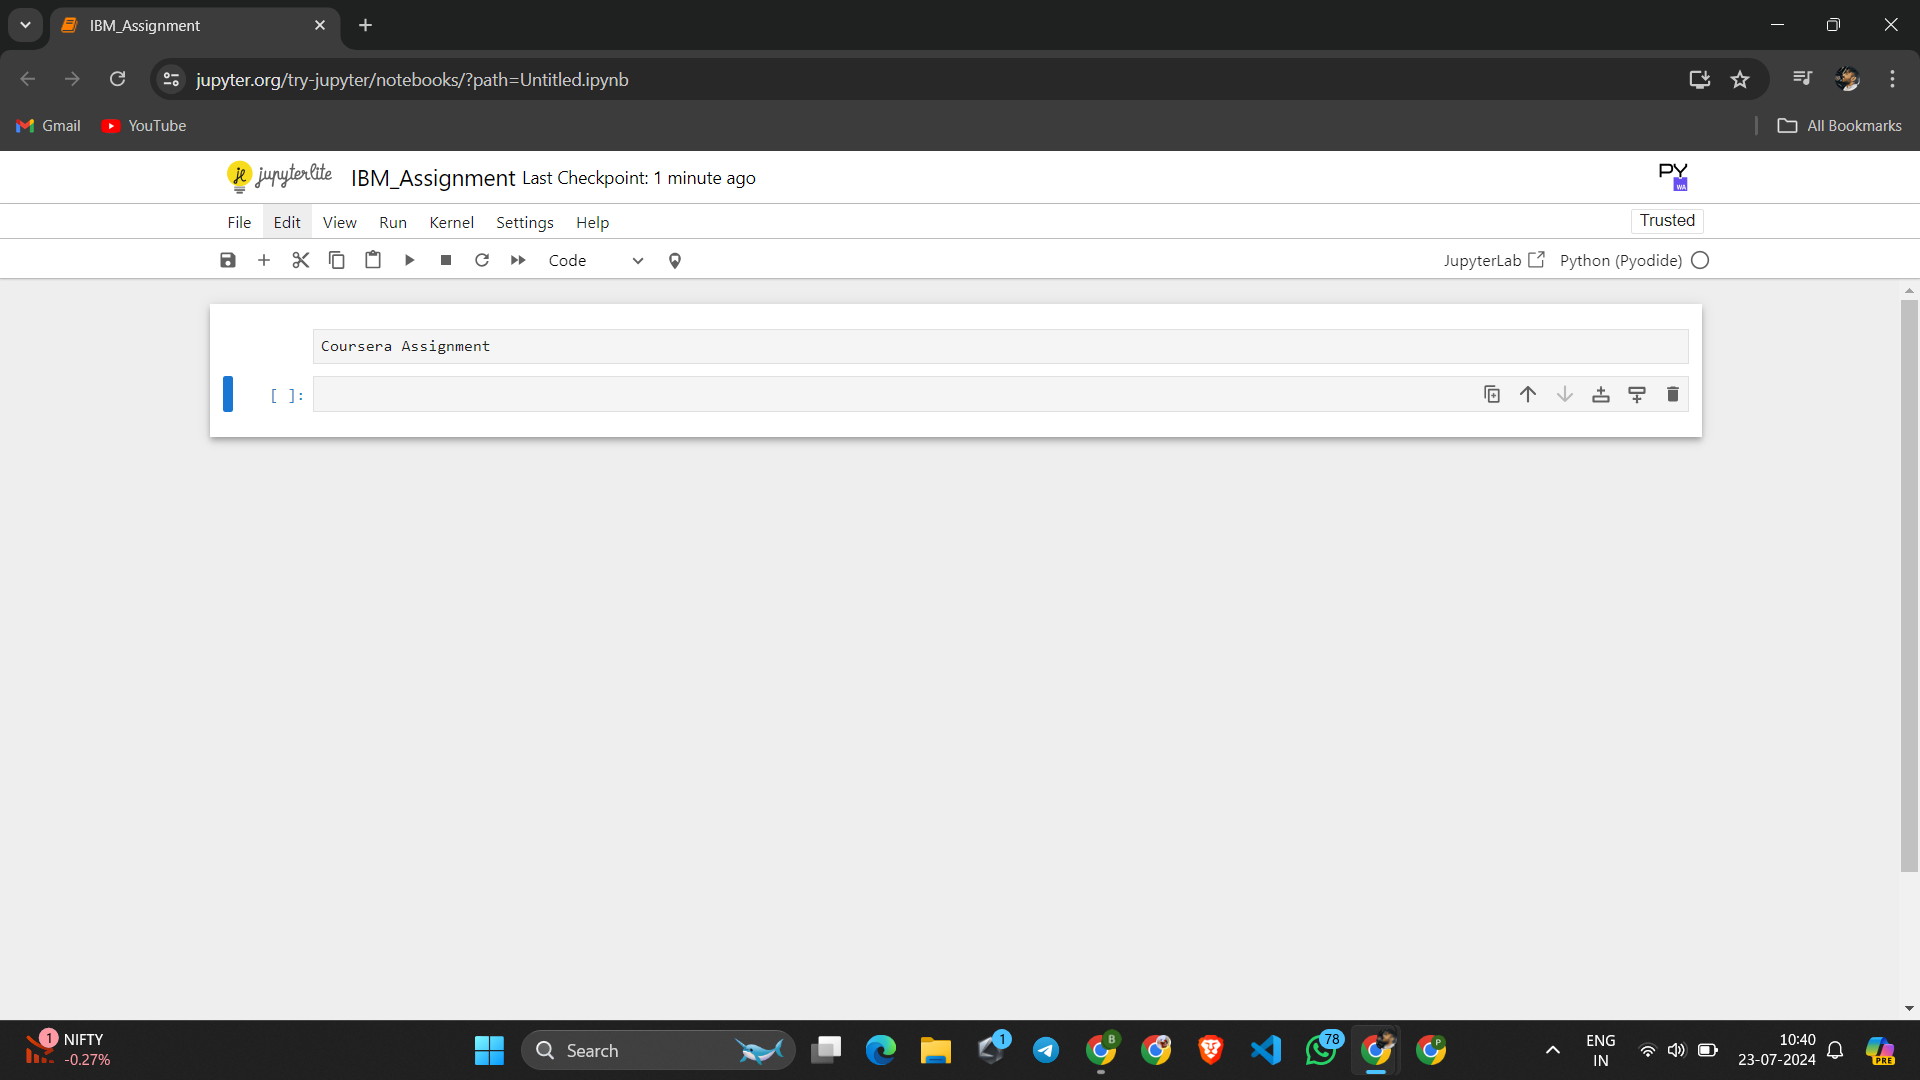 IBM_Assignment
jupyter.org/try-jupyter/notebooks/?path=Untitled.ipynb
Gmail YouTube All Bookmarks
jupyterlite IBM_Assignment Last Checkpoint: 1 minute ago PY WA
File Edit View Run Kernel Settings Help Trusted
Code JupyterLab Python (Pyodide)
Coursera Assignment
[ ]:
1 NIFTY
-0.27%
Search
1
B
78
P
ENG
IN
10:40
23-07-2024
PRE